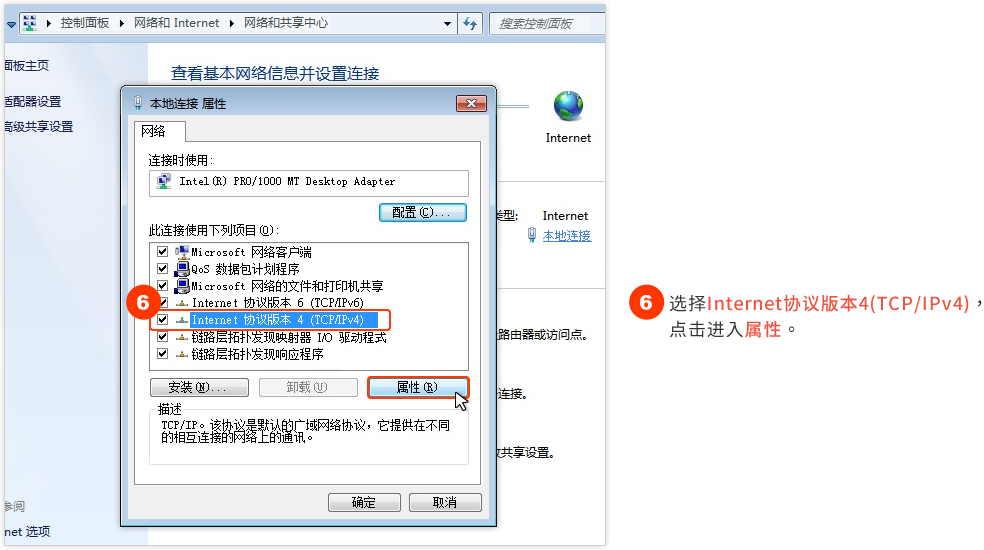 控制面板 网络和 Internet 网络和共享中心 搜索控制面板
面板主页
适配器设置
高级共享设置
查看基本网络信息并设置连接
Internet
类型:
Internet
本地连接
路由器或访问点。
连接。
共享设置。
参阅
net 选项
本地连接 属性
网络
连接时使用:
Intel(R) PRO/1000 MT Desktop Adapter
配置(C)...
此连接使用下列项目(O):
Microsoft 网络客户端
QoS 数据包计划程序
Microsoft 网络的文件和打印机共享
Internet 协议版本 6 (TCP/IPv6)
6
Internet 协议版本 4 (TCP/IPv4)
链路层拓扑发现映射器 I/O 驱动程式
链路层拓扑发现响应程序
安装(N)...
卸载(U)
属性(R)
描述
TCP/IP。该协议是默认的广域网络协议，它提供在不同
的相互连接的网络上的通讯。
确定
取消
6 选择Internet协议版本4(TCP/IPv4)，
点击进入属性。